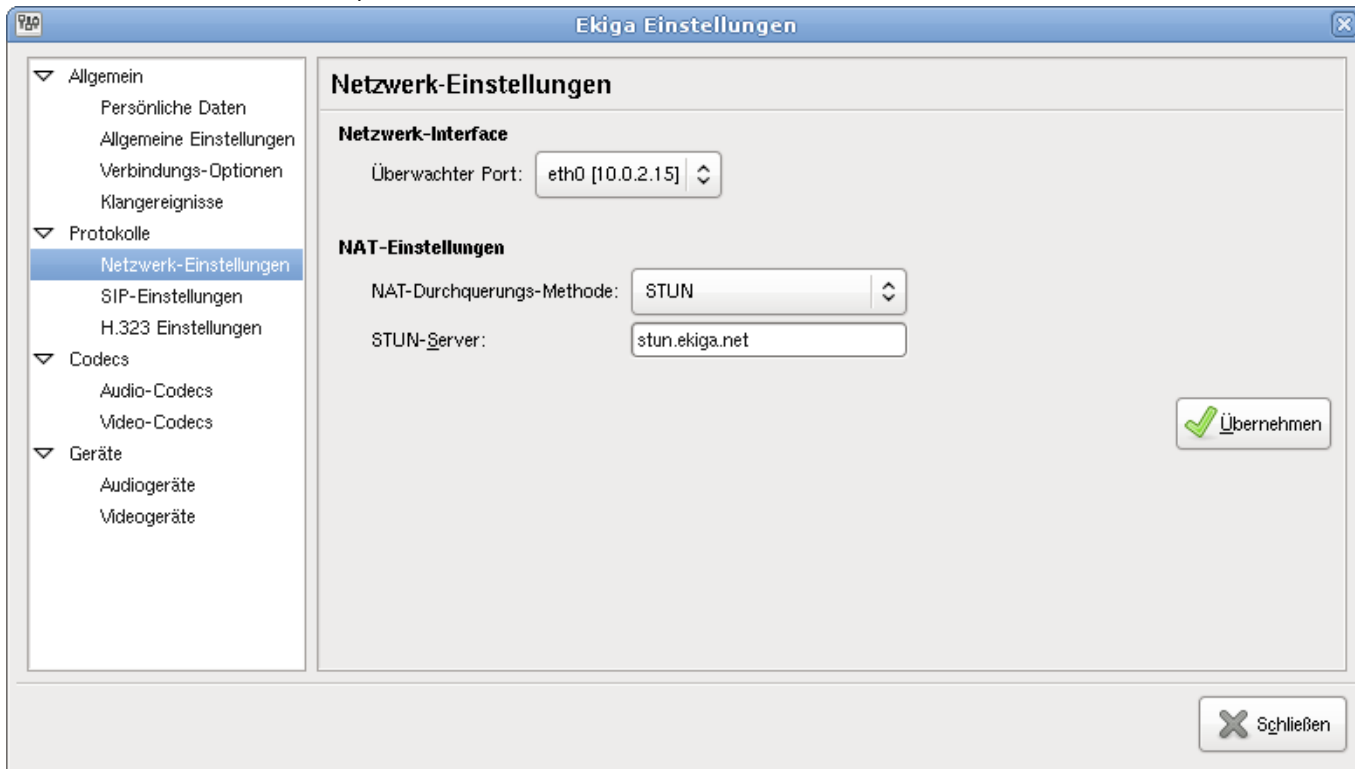 Ekiga Einstellungen
Allgemein
Persönliche Daten
Allgemeine Einstellungen
Verbindungs-Optionen
Klangereignisse
Protokolle
Netzwerk-Einstellungen
SIP-Einstellungen
H.323 Einstellungen
Codecs
Audio-Codecs
Video-Codecs
Geräte
Audiogeräte
Videogeräte
Netzwerk-Einstellungen
Netzwerk-Interface
Überwachter Port: eth0 [10.0.2.15]
NAT-Einstellungen
NAT-Durchquerungs-Methode: STUN
STUN-Server: stun.ekiga.net
Übernehmen
Schließen